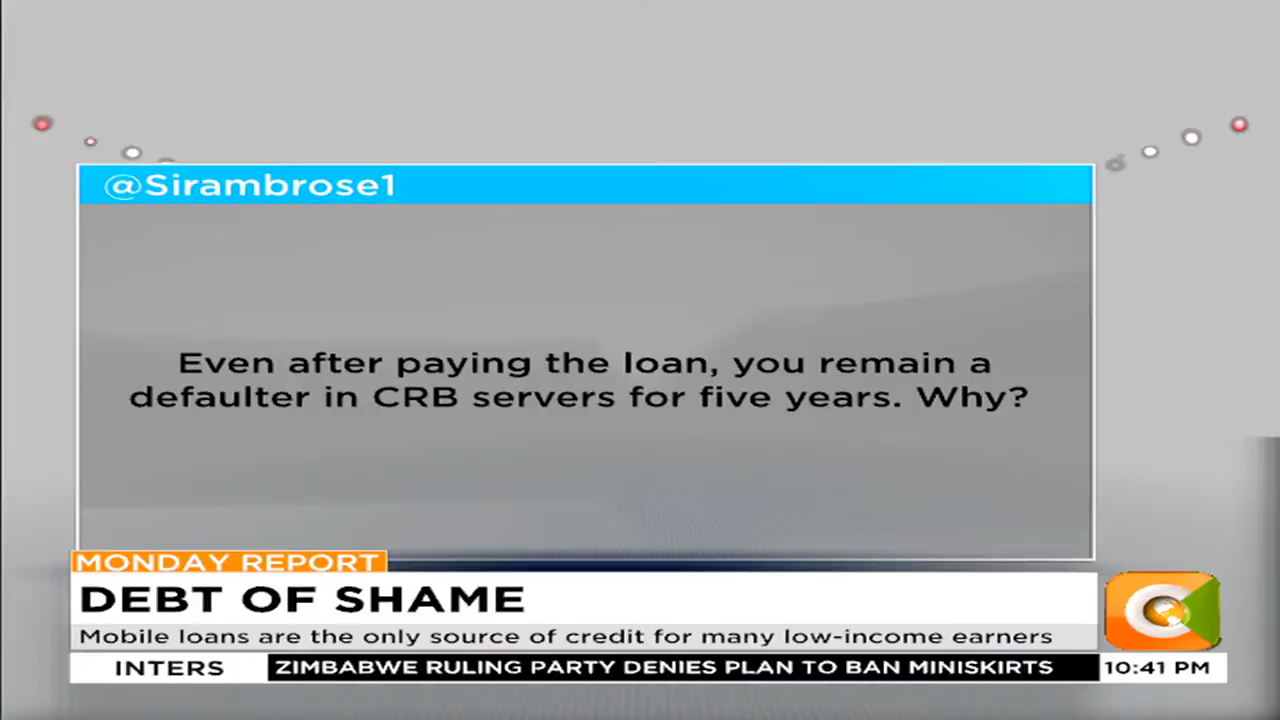 @Sirambrose1
Even after paying the loan, you remain a
defaulter in CRB servers for five years. Why?
MONDAY REPORT
DEBT OF SHAME
Mobile loans are the only source of credit for many low-income earners
INTERS ZIMBABWE RULING PARTY DENIES PLAN TO BAN MINISKIRTS 10:41 PM